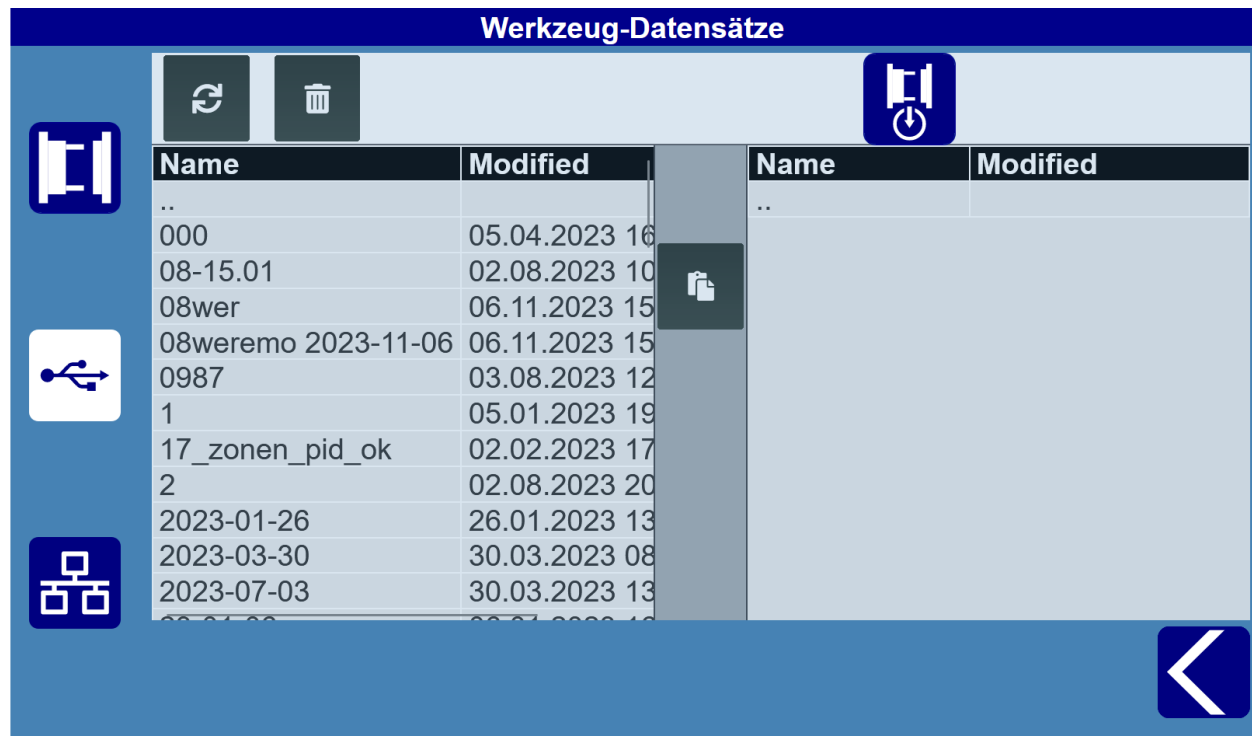 Werkzeug-Datensätze
Name Modified Name Modified
.. ..
000 05.04.2023 16
08-15.01 02.08.2023 10
08wer 06.11.2023 15
08weremo 2023-11-06 06.11.2023 15
0987 03.08.2023 12
1 05.01.2023 19
17_zonen_pid_ok 02.02.2023 17
2 02.08.2023 20
2023-01-26 26.01.2023 13
2023-03-30 30.03.2023 08
2023-07-03 30.03.2023 13